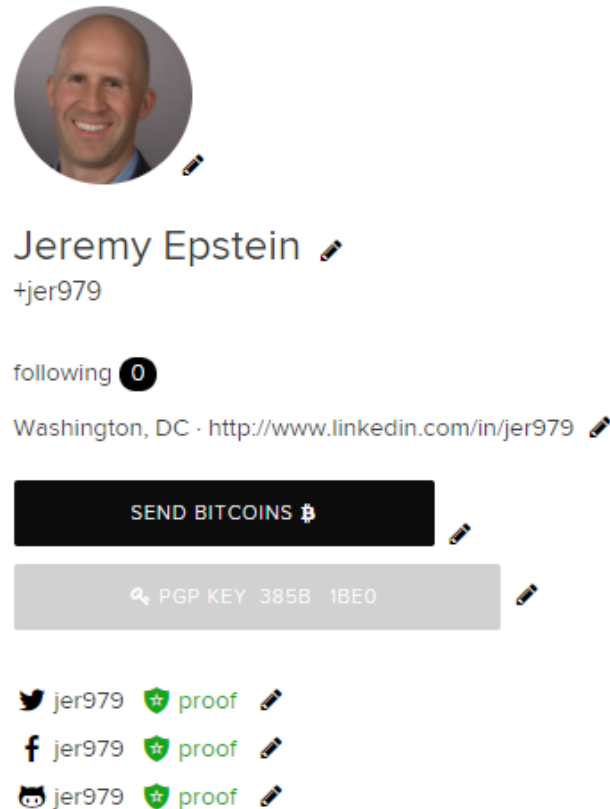 Jeremy Epstein
+jer979
following 0
Washington, DC · http://www.linkedin.com/in/jer979
SEND BITCOINS
PGP KEY 385B 1BE0
jer979 proof
jer979 proof
jer979 proof